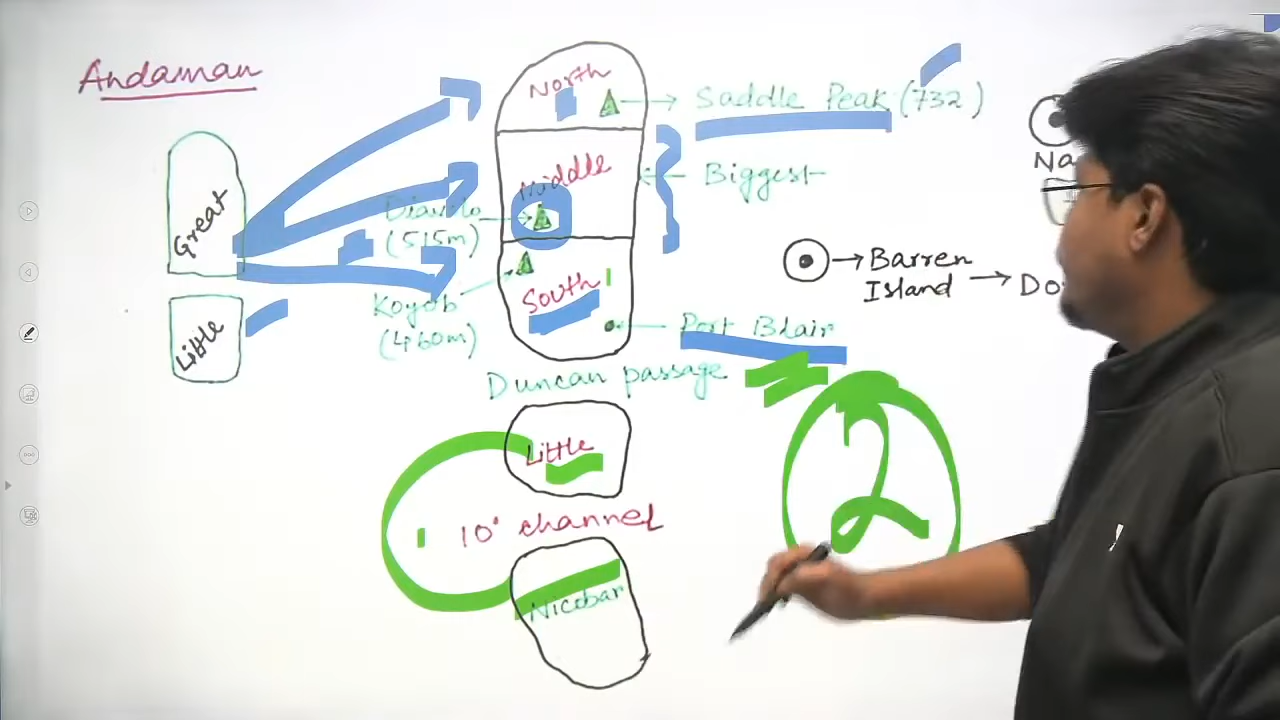 Andaman
North
Saddle Peak (732)
Great
Middle
Biggest
Diavolo
(515m)
Barren
Island
South
Koyob
(460m)
Little
Port Blair
Duncan passage
Little
2
10° channel
Nicobar